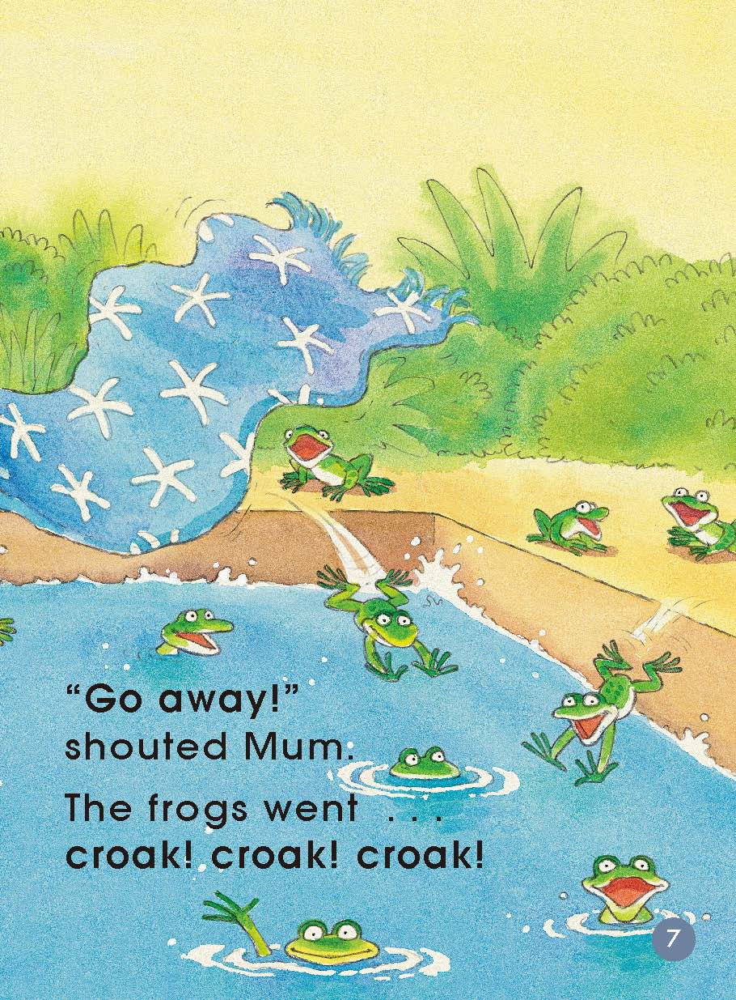 “Go away!”
shouted Mum.
The frogs went . . .
croak! croak! croak!
7